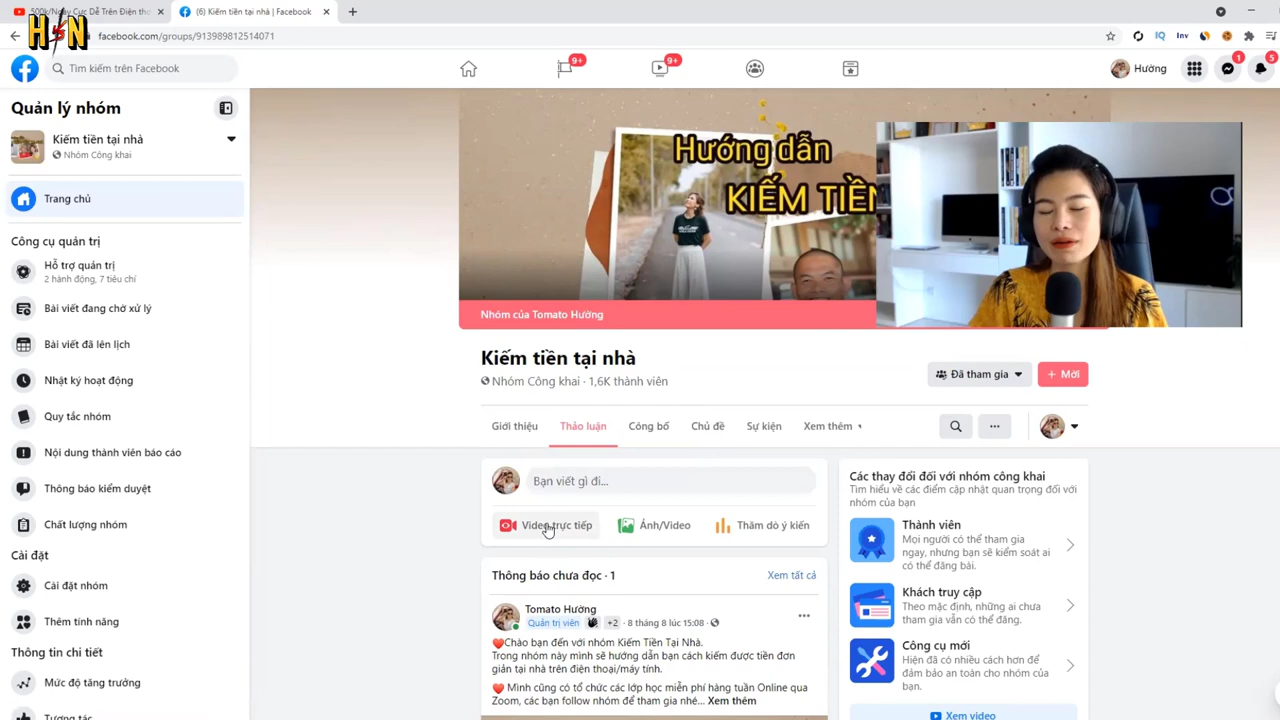 500k/Ngày Cực Dễ Trên Điện tho
(6) Kiếm tiền tại nhà | Facebook
HSN
facebook.com/groups/913989812514071
Tìm kiếm trên Facebook
9+
9+
Hường
1
5
Quản lý nhóm
Kiếm tiền tại nhà
Nhóm Công khai
Trang chủ
Công cụ quản trị
Hỗ trợ quản trị
2 hành động, 7 tiêu chí
Bài viết đang chờ xử lý
Bài viết đã lên lịch
Nhật ký hoạt động
Quy tắc nhóm
Nội dung thành viên báo cáo
Thông báo kiểm duyệt
Chất lượng nhóm
Cài đặt
Cài đặt nhóm
Thêm tính năng
Thông tin chi tiết
Mức độ tăng trưởng
Tương tác
Hướng dẫn
KIẾM TIỀN
Nhóm của Tomato Hường
Kiếm tiền tại nhà
Nhóm Công khai · 1,6K thành viên
Đã tham gia
+ Mời
Giới thiệu
Thảo luận
Công bố
Chủ đề
Sự kiện
Xem thêm
Bạn viết gì đi...
Video trực tiếp
Ảnh/Video
Thăm dò ý kiến
Thông báo chưa đọc · 1
Xem tất cả
Tomato Hường
Quản trị viên
+2 · 8 tháng 8 lúc 15:08 ·
Chào bạn đến với nhóm Kiếm Tiền Tại Nhà.
Trong nhóm này mình sẽ hướng dẫn bạn cách kiếm được tiền đơn
giản tại nhà trên điện thoại/máy tính.
Mình cũng có tổ chức các lớp học miễn phí hàng tuần Online qua
Zoom, các bạn follow nhóm để tham gia nhé... Xem thêm
Các thay đổi đối với nhóm công khai
Tìm hiểu về các điểm cập nhật quan trọng đối với
nhóm của bạn
Thành viên
Mọi người có thể tham gia
ngay, nhưng bạn sẽ kiểm soát ai
có thể đăng bài.
Khách truy cập
Theo mặc định, những ai chưa
tham gia vẫn có thể đăng.
Công cụ mới
Hiện đã có nhiều cách hơn để
đảm bảo an toàn cho nhóm của
bạn.
Xem video
IQ
Inv